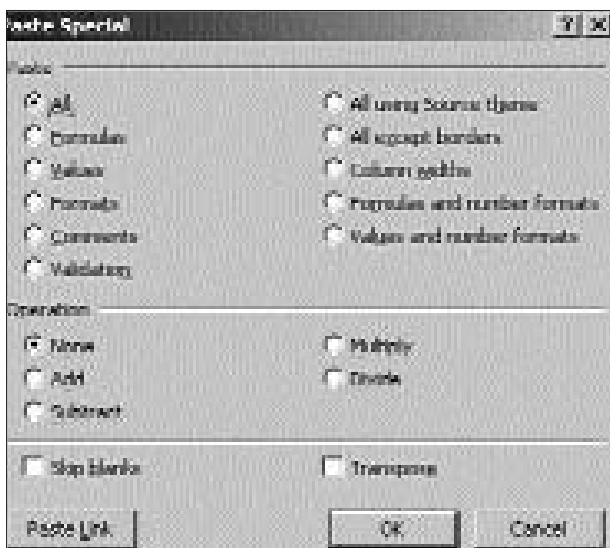 Paste Special
Paste
All
All using Source theme
Formulas
All except borders
Values
Column widths
Formats
Formulas and number formats
Comments
Values and number formats
Validation
Operation
None
Multiply
Add
Divide
Subtract
Skip blanks
Transpose
Paste Link
OK
Cancel